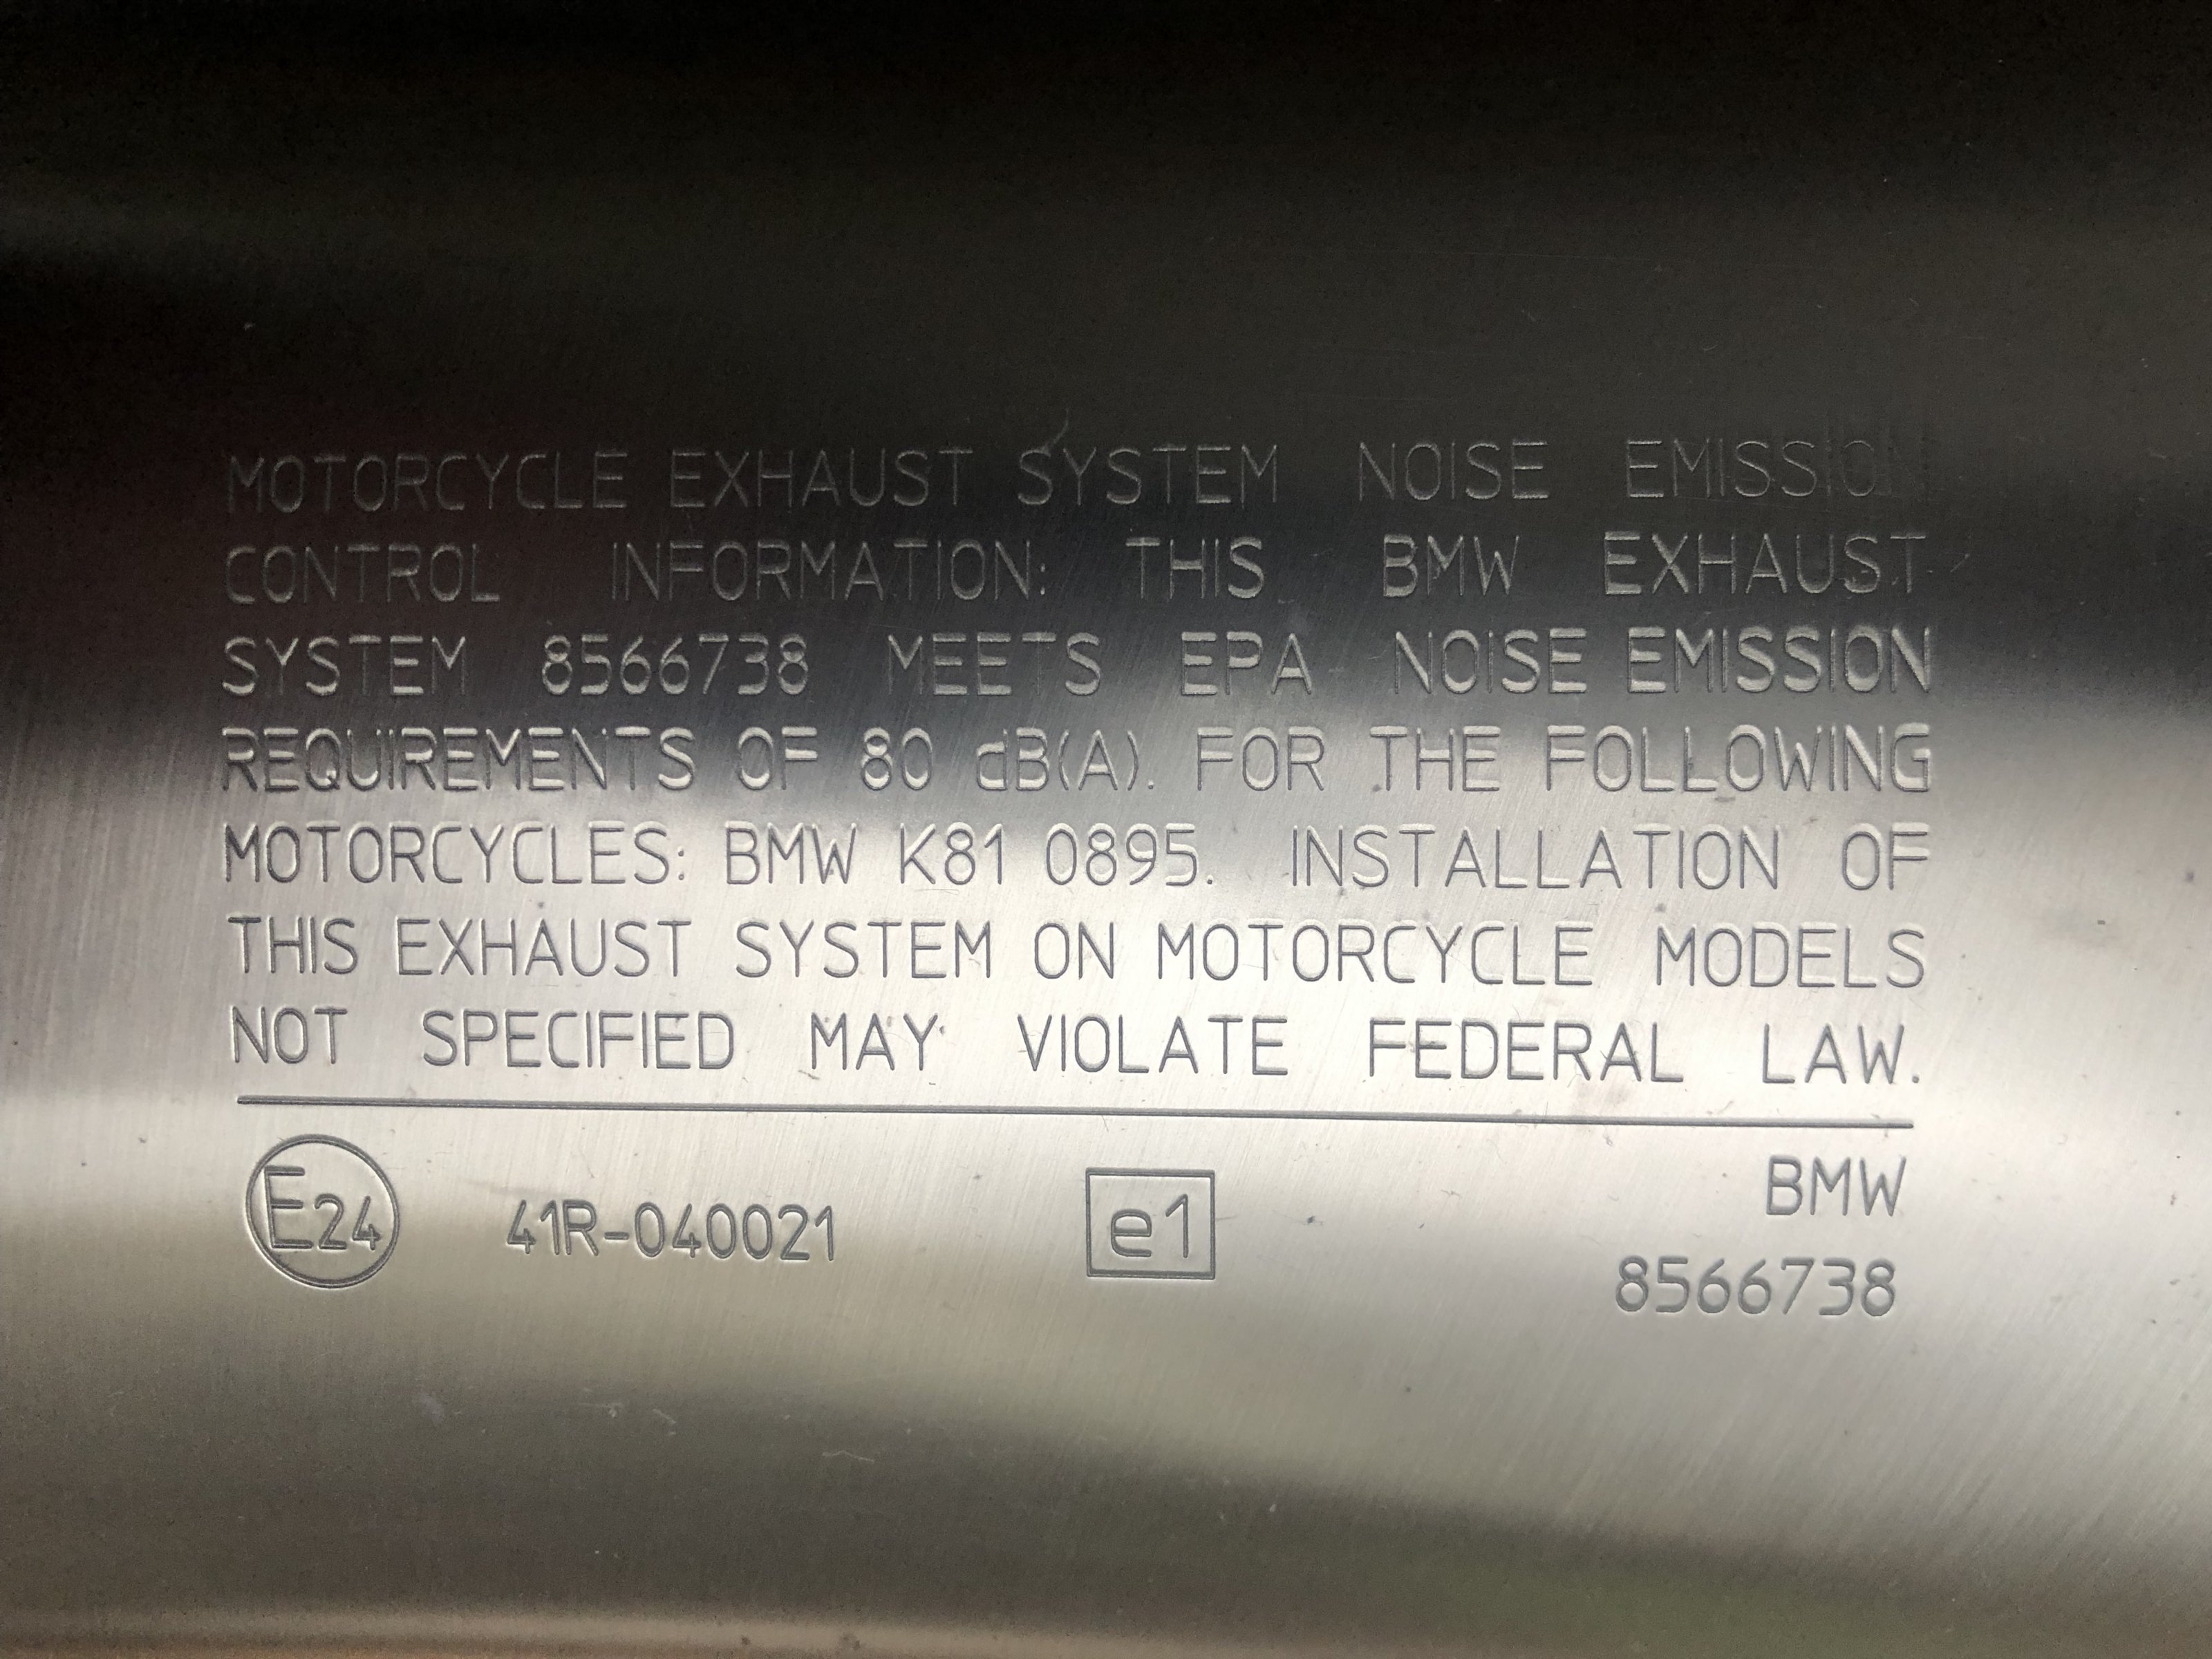 MOTORCYCLE EXHAUST SYSTEM NOISE EMISSION
CONTROL INFORMATION: THIS BMW EXHAUST
SYSTEM 8566738 MEETS EPA NOISE EMISSION
REQUIREMENTS OF 80 dB(A). FOR THE FOLLOWING
MOTORCYCLES: BMW K81 0895. INSTALLATION OF
THIS EXHAUST SYSTEM ON MOTORCYCLE MODELS
NOT SPECIFIED MAY VIOLATE FEDERAL LAW.
E24 41R-040021 e1 BMW
8566738